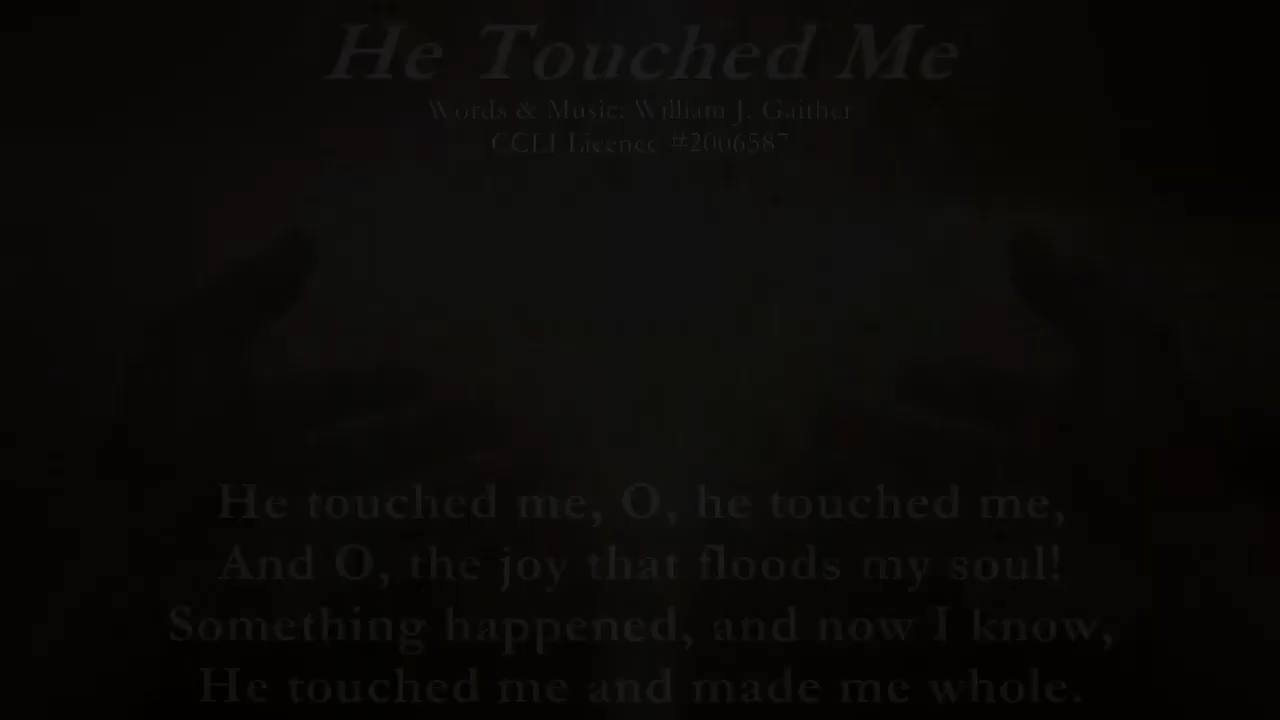 He Touched Me
Words & Music: William J. Gaither
CCLI Licence #2006587
He touched me, O, he touched me,
And O, the joy that floods my soul!
Something happened, and now I know,
He touched me and made me whole.